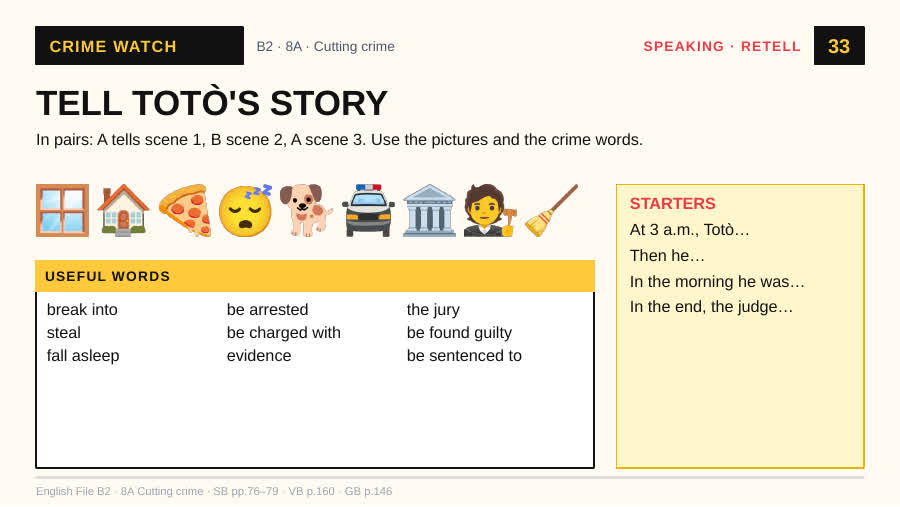 CRIME WATCH
B2 · 8A · Cutting crime
SPEAKING · RETELL
33
TELL TOTÒ'S STORY
In pairs: A tells scene 1, B scene 2, A scene 3. Use the pictures and the crime words.
USEFUL WORDS
break into
steal
fall asleep
be arrested
be charged with
evidence
the jury
be found guilty
be sentenced to
STARTERS
At 3 a.m., Totò…
Then he…
In the morning he was…
In the end, the judge…
English File B2 · 8A Cutting crime · SB pp.76–79 · VB p.160 · GB p.146